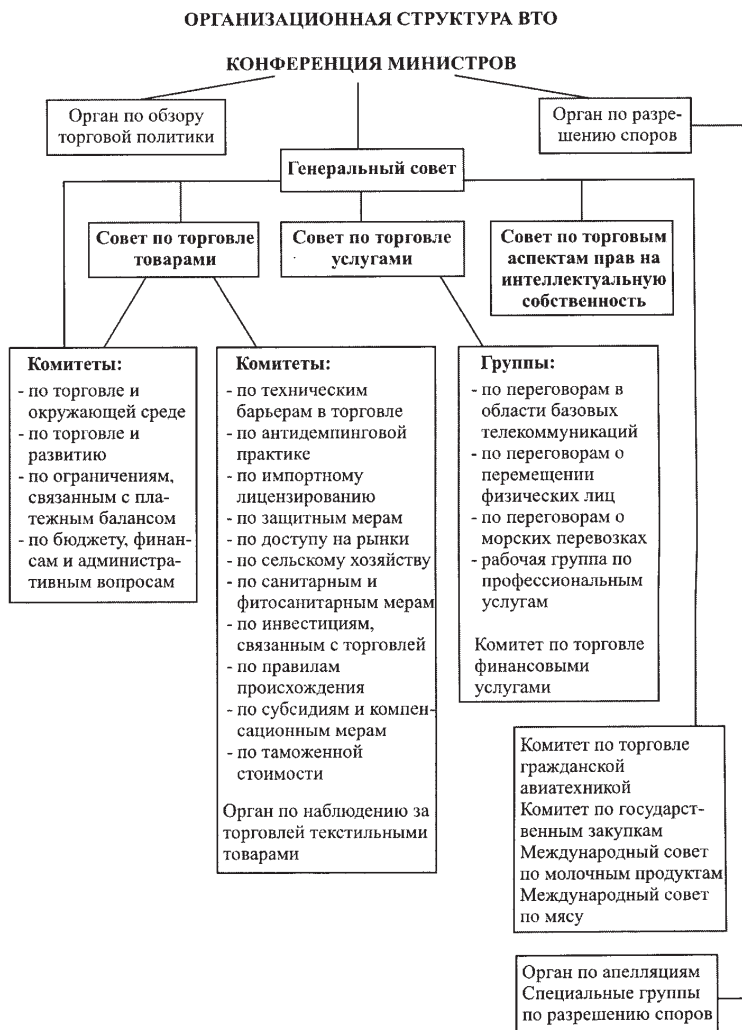 ОРГАНИЗАЦИОННАЯ СТРУКТУРА ВТО
КОНФЕРЕНЦИЯ МИНИСТРОВ
Орган по обзору
торговой политики
Орган по разре-
шению споров
Генеральный совет
Совет по торговле
товарами
Совет по торговле
услугами
Совет по торговым
аспектам прав на
интеллектуальную
собственность
Комитеты:
- по торговле и
окружающей среде
- по торговле и
развитию
- по ограничениям,
связанным с пла-
тежным балансом
- по бюджету, финан-
сам и администра-
тивным вопросам
Комитеты:
- по техническим
барьерам в торговле
- по антидемпинговой
практике
- по импортному
лицензированию
- по защитным мерам
- по доступу на рынки
- по сельскому хозяйству
- по санитарным и
фитосанитарным мерам
- по инвестициям,
связанным с торговлей
- по правилам
происхождения
- по субсидиям и компен-
сационным мерам
- по таможенной
стоимости
Орган по наблюдению за
торговлей текстильными
товарами
Группы:
- по переговорам в
области базовых
телекоммуникаций
- по переговорам о
перемещении
физических лиц
- по переговорам о
морских перевозках
- рабочая группа по
профессиональным
услугам
Комитет по торговле
финансовыми
услугами
Комитет по торговле
гражданской
авиатехникой
Комитет по государст-
венным закупкам
Международный совет
по молочным продуктам
Международный совет
по мясу
Орган по апелляциям
Специальные группы
по разрешению споров